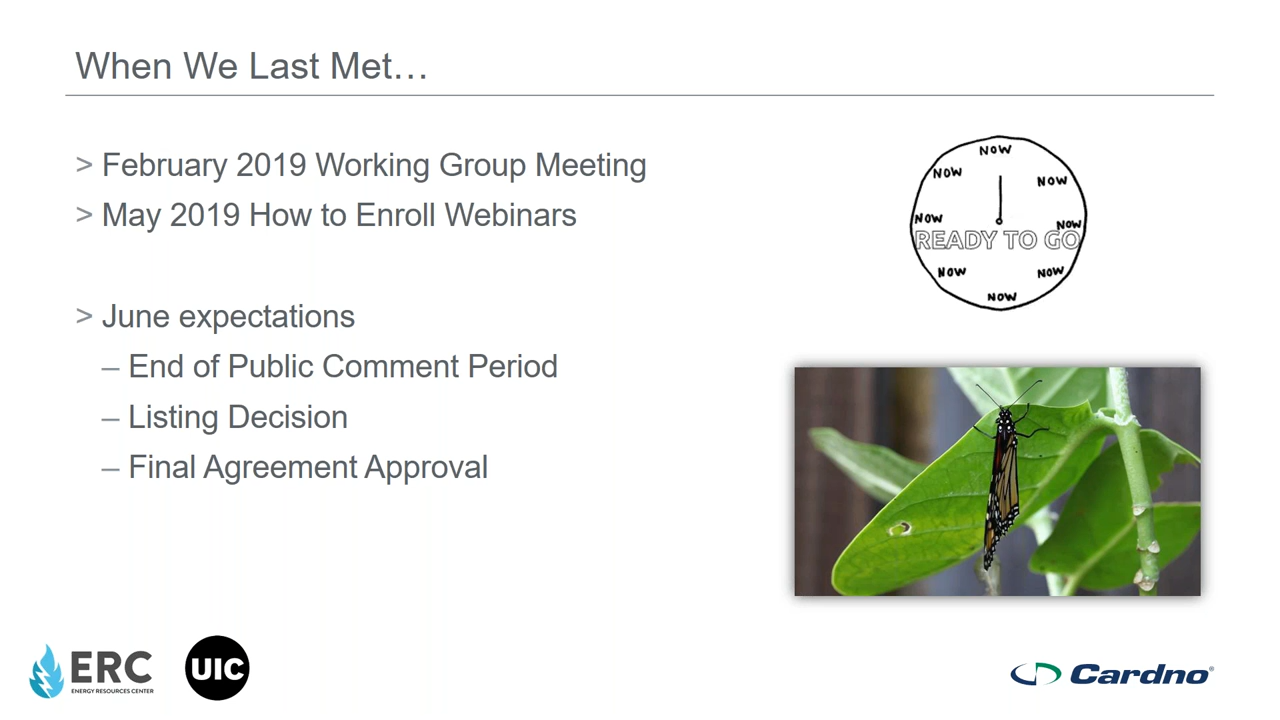 When We Last Met…
> February 2019 Working Group Meeting
> May 2019 How to Enroll Webinars
> June expectations
– End of Public Comment Period
– Listing Decision
– Final Agreement Approval
NOW
NOW
NOW
NOW
NOW
READY TO GO
NOW
NOW
NOW
ERC
ENERGY RESOURCES CENTER
UIC
Cardno®